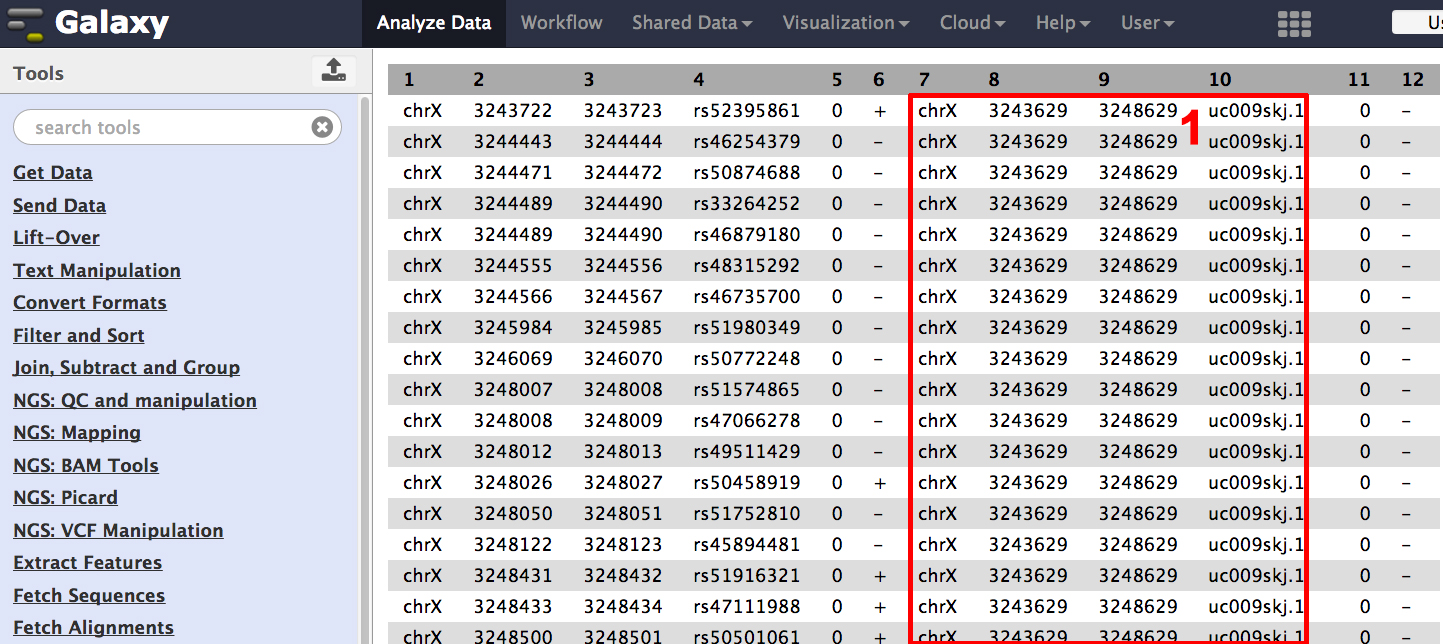 Galaxy Analyze Data Workflow Shared Data Visualization Cloud Help User Us
Tools
search tools
Get Data
Send Data
Lift-Over
Text Manipulation
Convert Formats
Filter and Sort
Join, Subtract and Group
NGS: QC and manipulation
NGS: Mapping
NGS: BAM Tools
NGS: Picard
NGS: VCF Manipulation
Extract Features
Fetch Sequences
Fetch Alignments
1 2 3 4 5 6 7 8 9 10 11 12
chrX 3243722 3243723 rs52395861 0 + chrX 3243629 3248629 uc009skj.1 0 –
1
chrX 3244443 3244444 rs46254379 0 – chrX 3243629 3248629 uc009skj.1 0 –
chrX 3244471 3244472 rs50874688 0 – chrX 3243629 3248629 uc009skj.1 0 –
chrX 3244489 3244490 rs33264252 0 – chrX 3243629 3248629 uc009skj.1 0 –
chrX 3244489 3244490 rs46879180 0 – chrX 3243629 3248629 uc009skj.1 0 –
chrX 3244555 3244556 rs48315292 0 – chrX 3243629 3248629 uc009skj.1 0 –
chrX 3244566 3244567 rs46735700 0 – chrX 3243629 3248629 uc009skj.1 0 –
chrX 3245984 3245985 rs51980349 0 – chrX 3243629 3248629 uc009skj.1 0 –
chrX 3246069 3246070 rs50772248 0 – chrX 3243629 3248629 uc009skj.1 0 –
chrX 3248007 3248008 rs51574865 0 – chrX 3243629 3248629 uc009skj.1 0 –
chrX 3248008 3248009 rs47066278 0 – chrX 3243629 3248629 uc009skj.1 0 –
chrX 3248012 3248013 rs49511429 0 – chrX 3243629 3248629 uc009skj.1 0 –
chrX 3248026 3248027 rs50458919 0 + chrX 3243629 3248629 uc009skj.1 0 –
chrX 3248050 3248051 rs51752810 0 – chrX 3243629 3248629 uc009skj.1 0 –
chrX 3248122 3248123 rs45894481 0 – chrX 3243629 3248629 uc009skj.1 0 –
chrX 3248431 3248432 rs51916321 0 + chrX 3243629 3248629 uc009skj.1 0 –
chrX 3248433 3248434 rs47111988 0 + chrX 3243629 3248629 uc009skj.1 0 –
chrX 3248500 3248501 rs50501061 0 + chrX 3243629 3248629 uc009skj.1 0 –